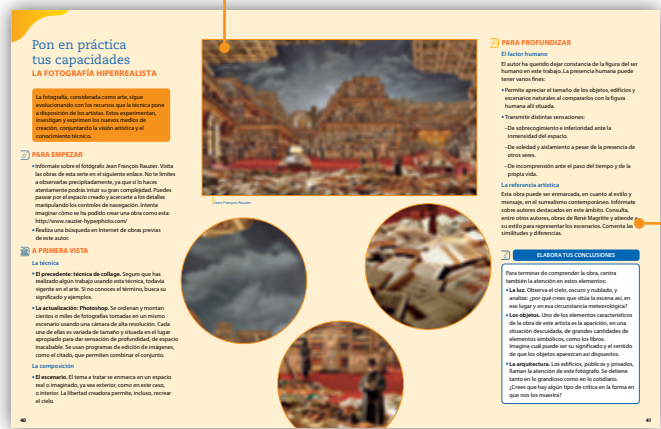 Pon en práctica
tus capacidades
LA FOTOGRAFÍA HIPERREALISTA
La fotografía, considerada como arte, sigue
evolucionando con los recursos que la técnica pone
a disposición de los artistas. Estos experimentan,
investigan y exprimen los nuevos medios de
creación, conjuntando la visión artística y el
conocimiento técnico.
PARA EMPEZAR
• Infórmate sobre el fotógrafo Jean François Rauzier. Visita
las obras de esta serie en el siguiente enlace. No te limites
a observarlas precipitadamente, ya que si lo haces
atentamente podrás intuir su gran complejidad. Puedes
pasear por el espacio creado y acercarte a los detalles
manipulando los controles de navegación. Intenta
imaginar cómo se ha podido crear una obra como esta:
http://www.rauzier-hyperphoto.com/
• Realiza una búsqueda en Internet de obras previas
de este autor.
A PRIMERA VISTA
La técnica
• El precedente: técnica de collage. Seguro que has
realizado algún trabajo usando esta técnica, todavía
vigente en el arte. Si no conoces el término, busca su
significado y ejemplos.
• La actualización: Photoshop. Se ordenan y montan
cientos o miles de fotografías tomadas en un mismo
escenario usando una cámara de alta resolución. Cada
una de ellas es variada de tamaño y situada en el lugar
apropiado para dar sensación de profundidad, de espacio
inacabable. Se usan programas de edición de imágenes,
como el citado, que permiten combinar el conjunto.
La composición
• El escenario. El tema a tratar se enmarca en un espacio
real o imaginado, ya sea exterior, como en este caso,
o interior. La libertad creadora permite, incluso, recrear
el cielo.
40
Jean François Rauzier.
PARA PROFUNDIZAR
El factor humano
El autor ha querido dejar constancia de la figura del ser
humano en este trabajo. La presencia humana puede
tener varios fines:
• Permite apreciar el tamaño de los objetos, edificios y
escenarios naturales al compararlos con la figura
humana allí situada.
• Transmitir distintas sensaciones:
–De sobrecogimiento e inferioridad ante la
inmensidad del espacio.
–De soledad y aislamiento a pesar de la presencia de
otros seres.
–De incomprensión ante el paso del tiempo y de la
propia vida.
La referencia artística
Esta obra puede ser enmarcada, en cuanto al estilo y
mensaje, en el surrealismo contemporáneo. Infórmate
sobre autores destacados en este ámbito. Consulta,
entre otros autores, obras de René Magritte y atiende a
su estilo para representar los escenarios. Comenta las
similitudes y diferencias.
ELABORA TUS CONCLUSIONES
Para terminar de comprender la obra, centra
también la atención en estos elementos:
• La luz. Observa el cielo, oscuro y nublado, y
analiza: ¿por qué crees que sitúa la escena así, en
ese lugar y en esa circunstancia meteorológica?
• Los objetos. Uno de los elementos característicos
de la obra de este artista es la aparición, en una
situación descuidada, de grandes cantidades de
elementos simbólicos, como los libros.
Imagina cuál puede ser su significado y el sentido
de que los objetos aparezcan así dispuestos.
• La arquitectura. Los edificios, públicos y privados,
llaman la atención de este fotógrafo. Se detiene
tanto en lo grandioso como en lo cotidiano.
¿Crees que hay algún tipo de crítica en la forma en
que nos los muestra?
41